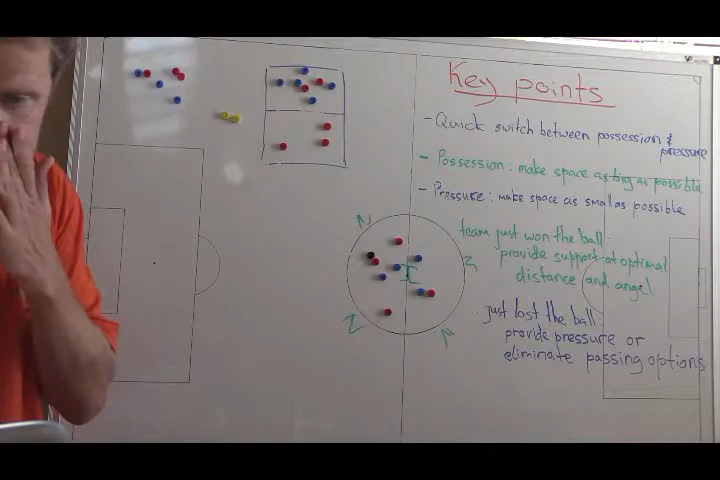 Key points
- Quick switch between possession &
pressure
- Possession : make space as big as possible
- Pressure : make space as small as possible
team just won the ball
provide support at optimal
distance and angel
just lost the ball
provide pressure or
eliminate passing options